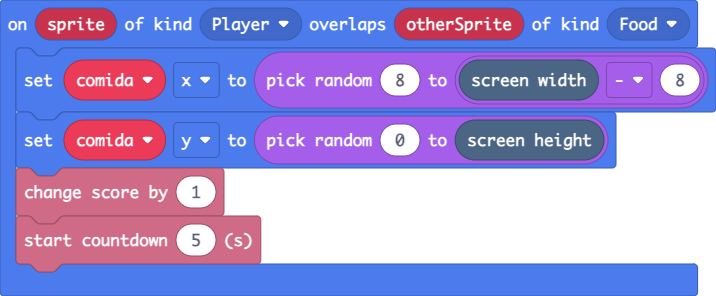 on sprite of kind Player overlaps otherSprite of kind Food
set comida x to pick random 8 to screen width - 8
set comida y to pick random 0 to screen height
change score by 1
start countdown 5 (s)